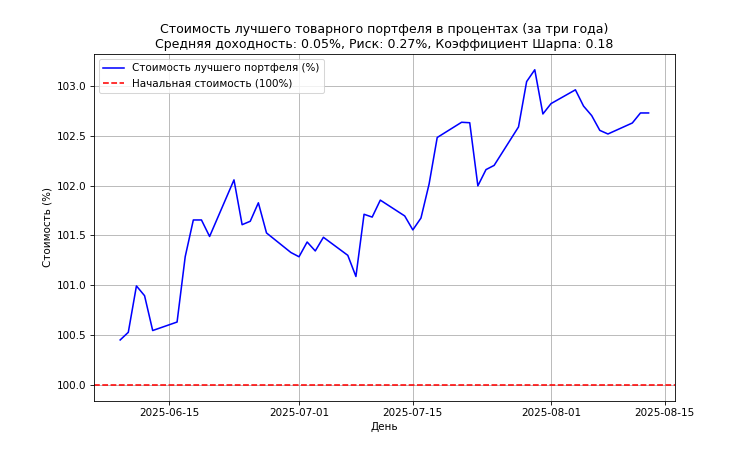 Стоимость лучшего товарного портфеля в процентах (за три года)
Средняя доходность: 0.05%, Риск: 0.27%, Коэффициент Шарпа: 0.18
Стоимость лучшего портфеля (%)
Начальная стоимость (100%)
Стоимость (%)
103.0
102.5
102.0
101.5
101.0
100.5
100.0
2025-06-15 2025-07-01 2025-07-15 2025-08-01 2025-08-15
День